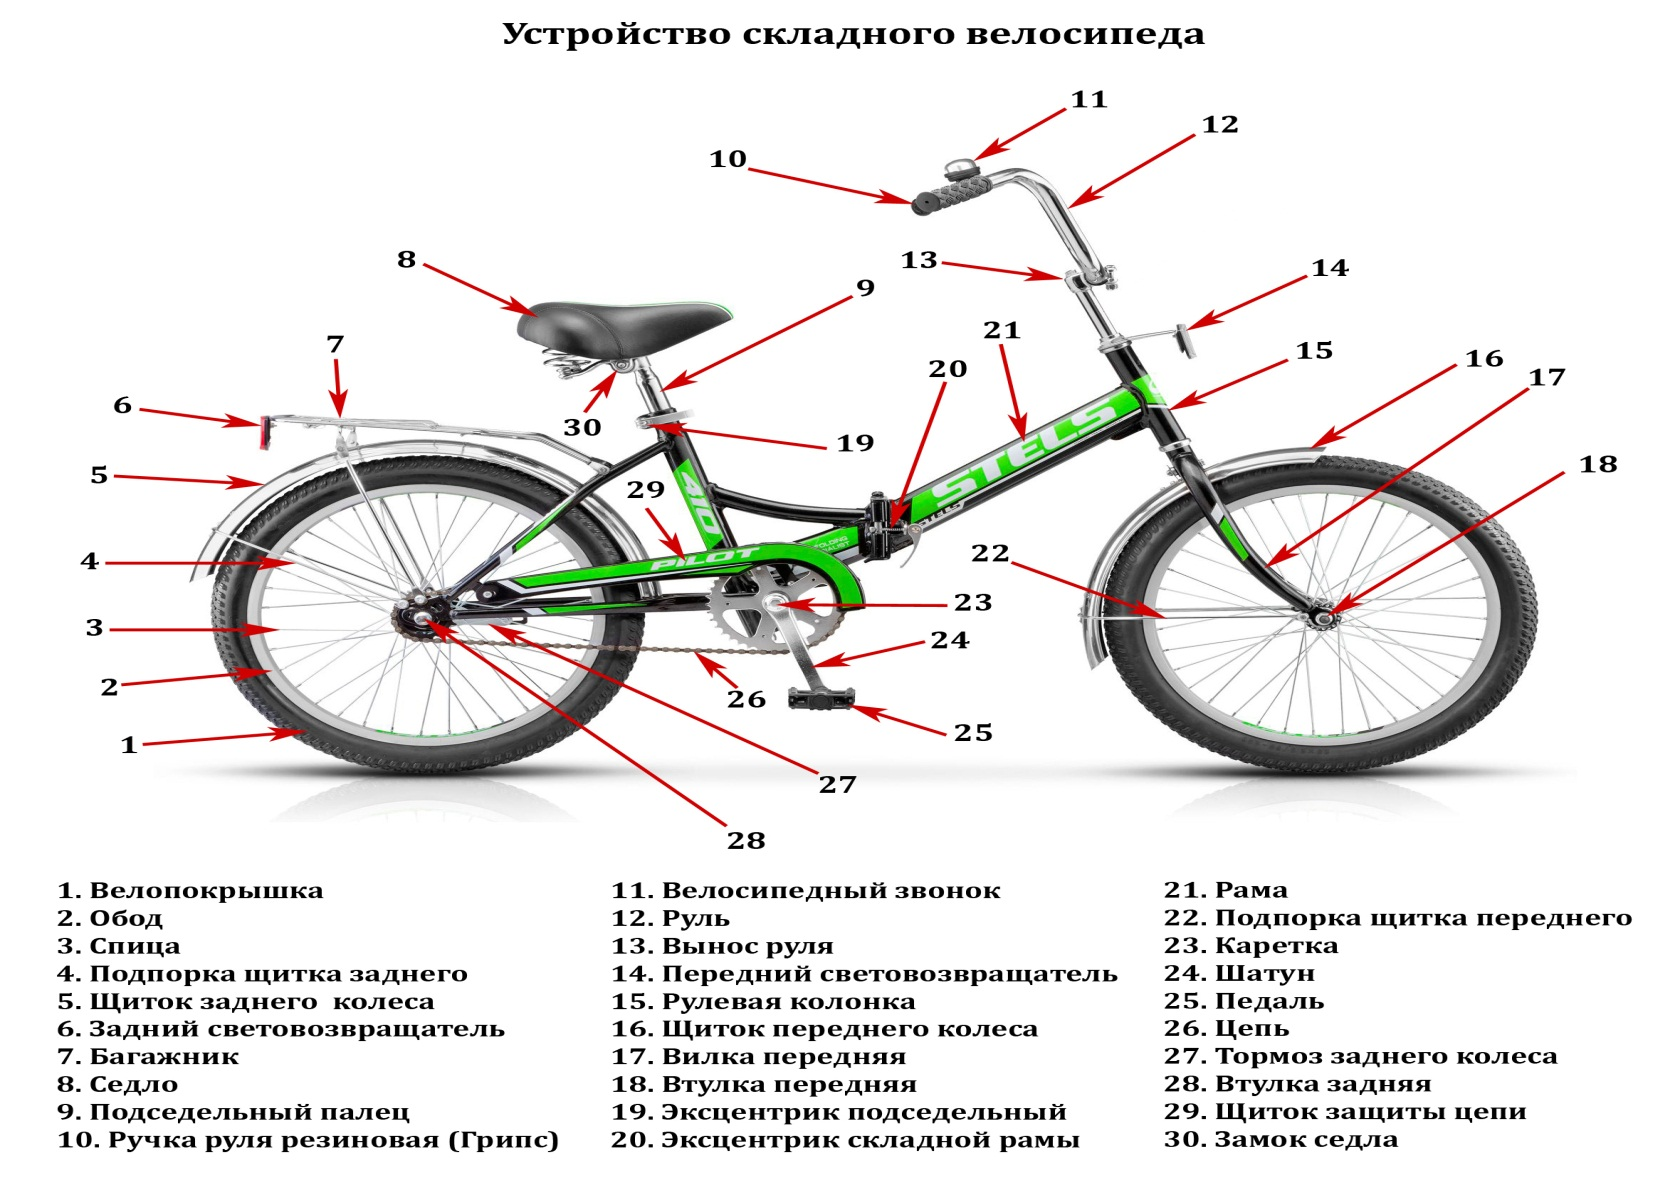 Устройство складного велосипеда
11
12
10
8
13
14
9
21
7
15
20
16
17
6
30
19
18
5
29
4
22
3
23
24
2
26
1
25
27
28
STELS
410
PILOT
STELS
FOLDING
1. Велопокрышка
2. Обод
3. Спица
4. Подпорка щитка заднего
5. Щиток заднего колеса
6. Задний световозвращатель
7. Багажник
8. Седло
9. Подседельный палец
10. Ручка руля резиновая (Грипс)
11. Велосипедный звонок
12. Руль
13. Вынос руля
14. Передний световозвращатель
15. Рулевая колонка
16. Щиток переднего колеса
17. Вилка передняя
18. Втулка передняя
19. Эксцентрик подседельный
20. Эксцентрик складной рамы
21. Рама
22. Подпорка щитка переднего
23. Каретка
24. Шатун
25. Педаль
26. Цепь
27. Тормоз заднего колеса
28. Втулка задняя
29. Щиток защиты цепи
30. Замок седла